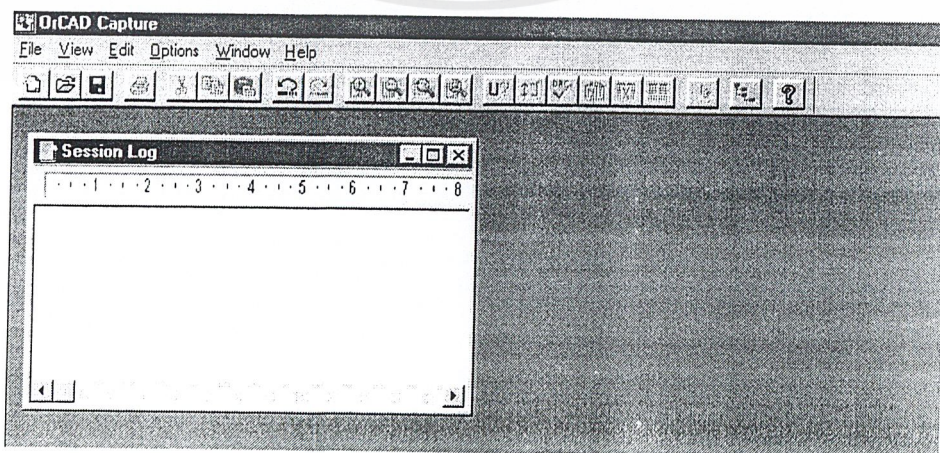 OrCAD Capture
File View Edit Options Window Help
U?
Session Log
1 2 3 4 5 6 7 8